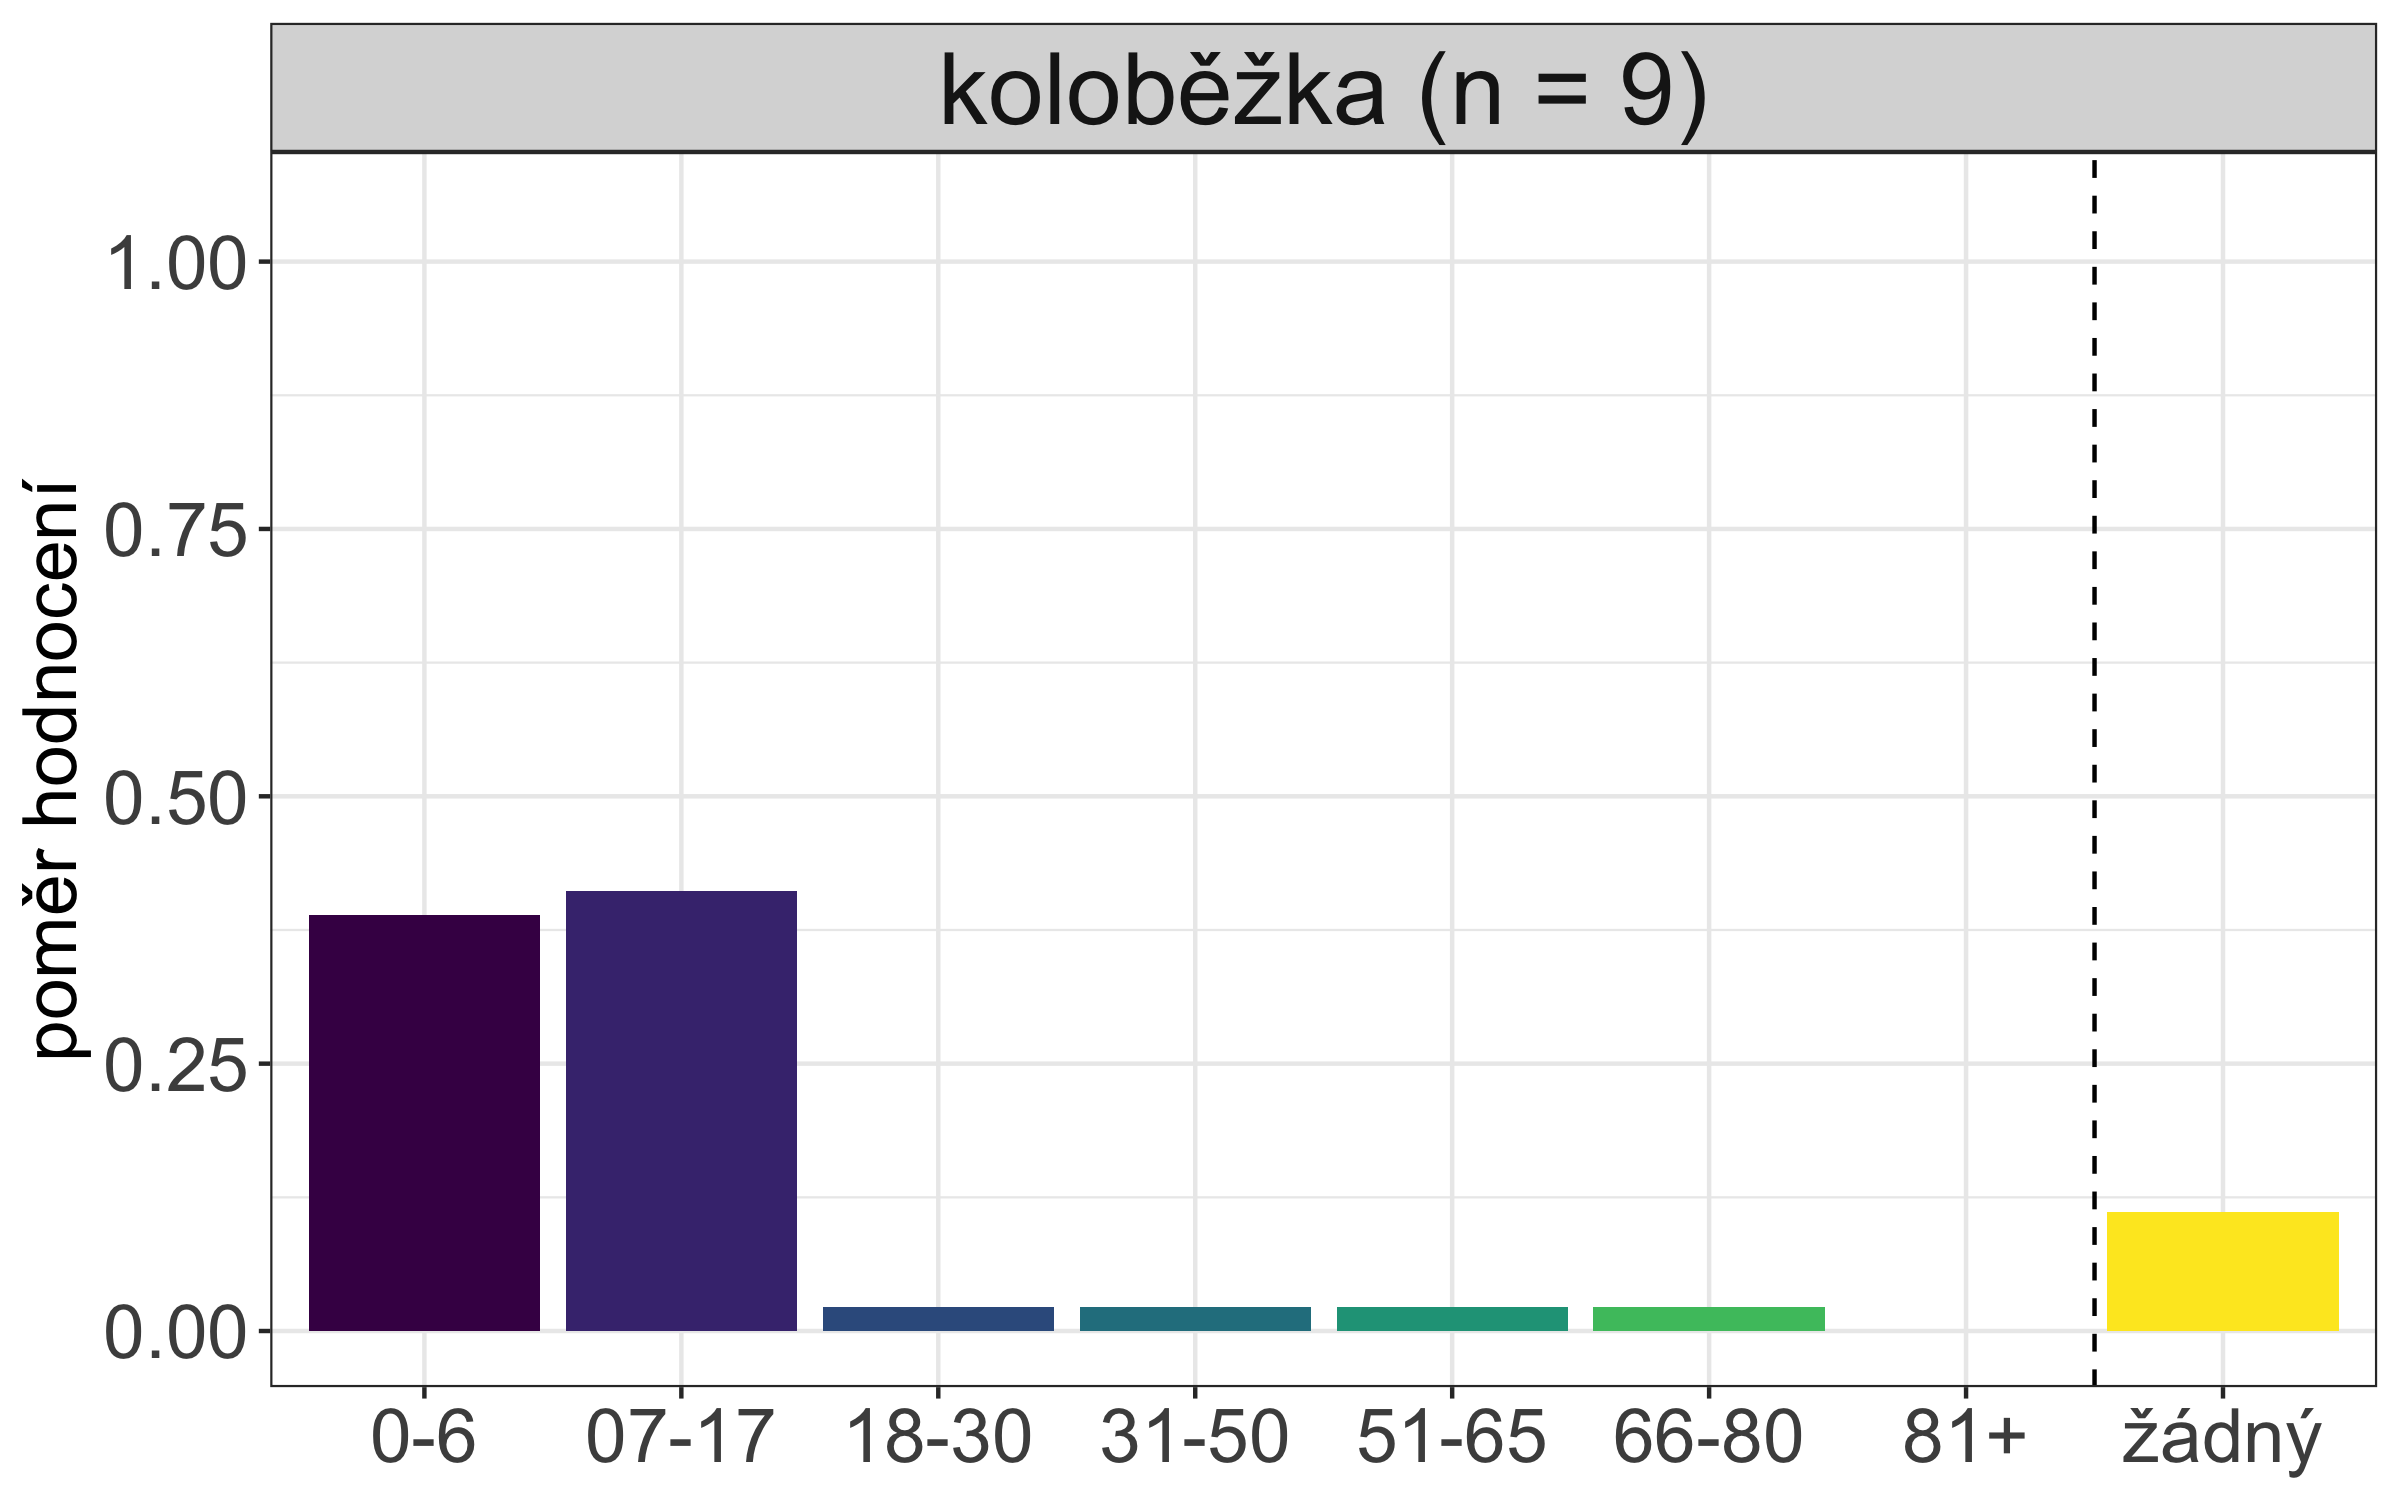 koloběžka (n = 9)
poměr hodnocení
1.00
0.75
0.50
0.25
0.00
0-6 07-17 18-30 31-50 51-65 66-80 81+ žádný